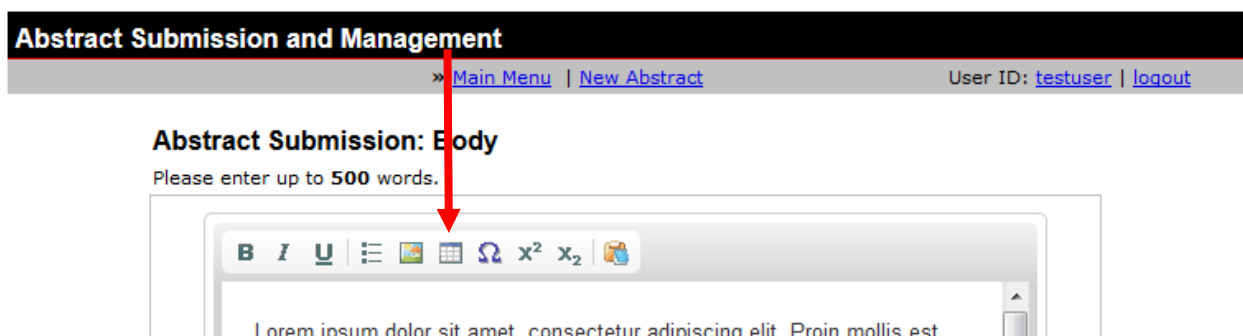 Abstract Submission and Management
» Main Menu | New Abstract User ID: testuser | logout
Abstract Submission: Body
Please enter up to 500 words.
B I U Ω x² x₂
Lorem ipsum dolor sit amet, consectetur adipiscing elit. Proin mollis est